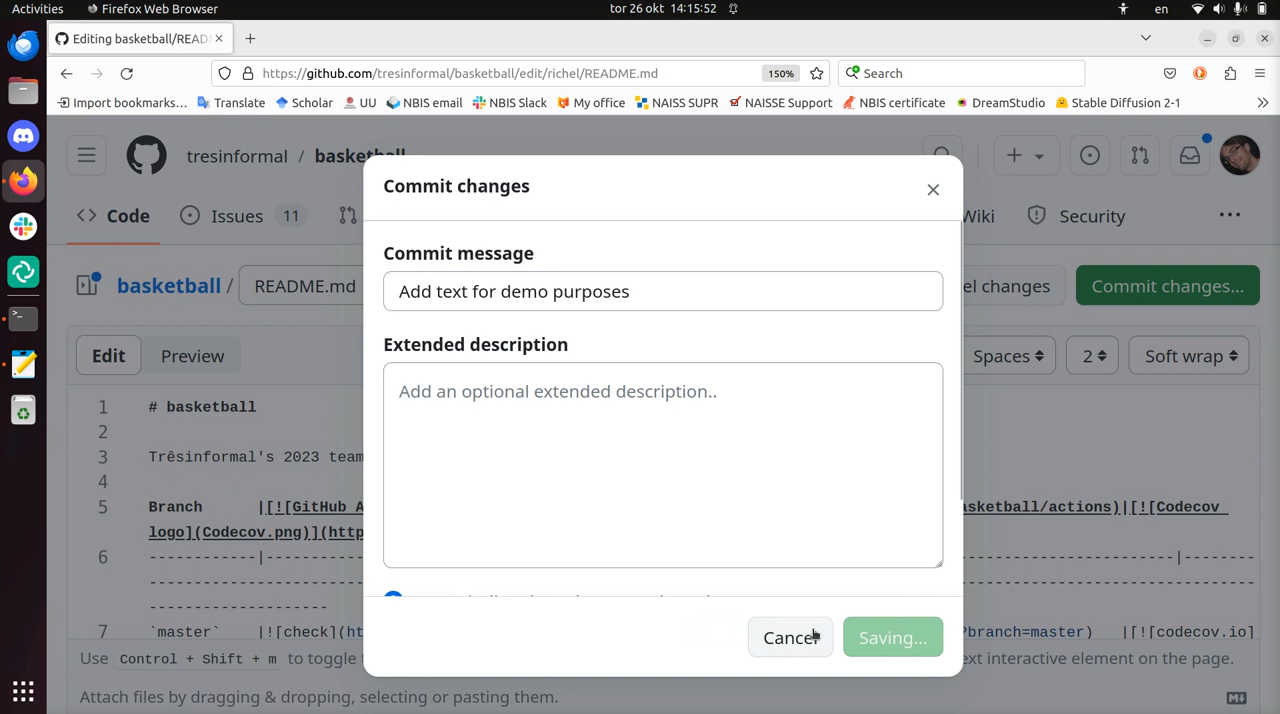 Activities Firefox Web Browser tor 26 okt 14:15:52 en
Editing basketball/READ
https://github.com/tresinformal/basketball/edit/richel/README.md 150% Search
Import bookmarks... Translate Scholar UU NBIS email NBIS Slack My office NAISS SUPR NAISSE Support NBIS certificate DreamStudio Stable Diffusion 2-1
tresinformal / basketball
Code Issues 11 Wiki Security
basketball / README.md el changes Commit changes...
Edit Preview Spaces 2 Soft wrap
Commit changes
Commit message
Add text for demo purposes
Extended description
Add an optional extended description..
Cancel Saving...
1 # basketball
2
3 Trêsinformal's 2023 team
4
5 Branch |[![GitHub A sketball/actions)|[![Codecov
logo](Codecov.png)](http
6 ------------|------------ |--------
--------------------
7 `master` |![check](ht ?branch=master) |[![codecov.io]
Use Control + Shift + m to toggle ext interactive element on the page.
Attach files by dragging & dropping, selecting or pasting them.